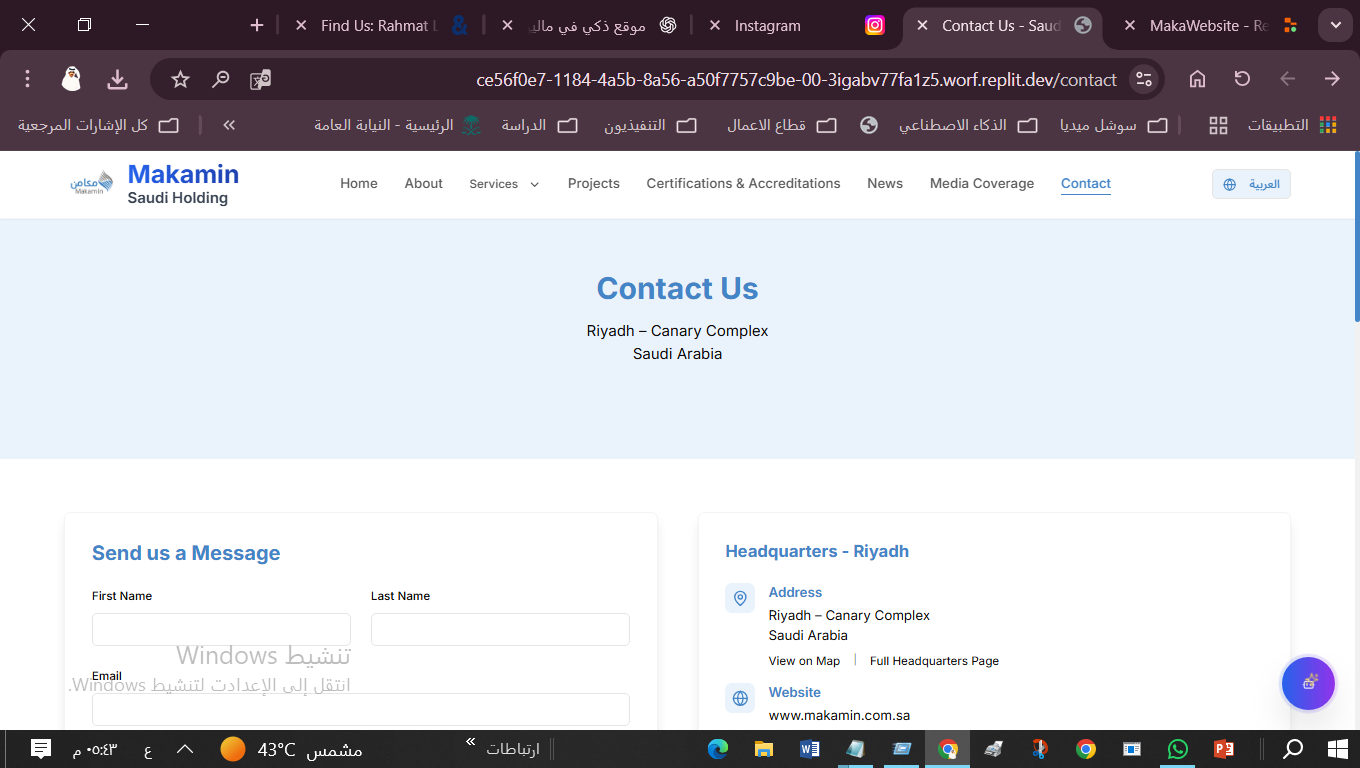 Find Us: Rahmat L
موقع ذكي في مالي
Instagram
Contact Us - Saud
MakaWebsite - Re
ce56f0e7-1184-4a5b-8a56-a50f7757c9be-00-3igabv77fa1z5.worf.replit.dev/contact
التطبيقات
سوشل ميديا
الذكاء الاصطناعي
قطاع الاعمال
التنفيذيون
الدراسة
الرئيسية - النيابة العامة
كل الإشارات المرجعية
مكامن
Makamin
Makamin
Saudi Holding
Home
About
Services
Projects
Certifications & Accreditations
News
Media Coverage
Contact
العربية
Contact Us
Riyadh – Canary Complex
Saudi Arabia
Send us a Message
First Name
Last Name
Email
Headquarters - Riyadh
Address
Riyadh – Canary Complex
Saudi Arabia
View on Map | Full Headquarters Page
Website
www.makamin.com.sa
تنشيط Windows
انتقل إلى الإعدادت لتنشيط Windows.
ارتباطات
43°C مشمس
ع
٠٥:٤٣ م